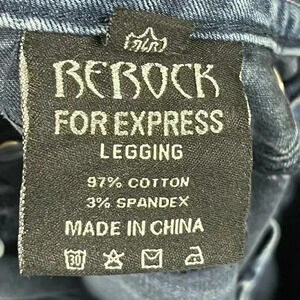 REROCK
FOR EXPRESS
LEGGING
97% COTTON
3% SPANDEX
MADE IN CHINA
30